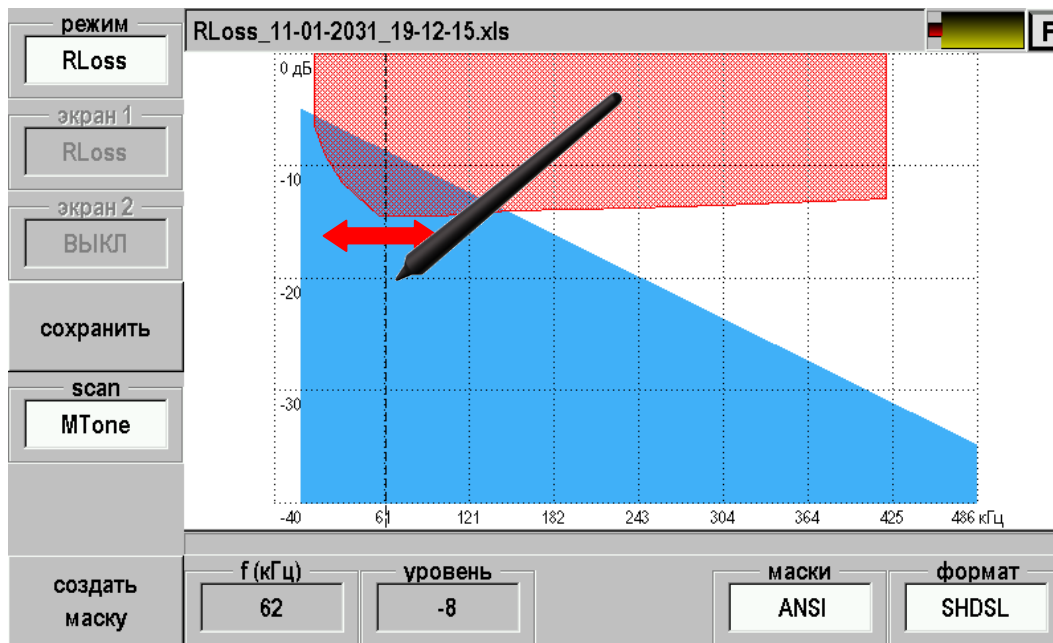 режим
RLoss
экран 1
RLoss
экран 2
ВЫКЛ
сохранить
scan
MTone
создать
маску
RLoss_11-01-2031_19-12-15.xls
F
0 дБ
-10
-20
-30
-40 61 121 182 243 304 364 425 486 кГц
f (кГц)
62
уровень
-8
маски
ANSI
формат
SHDSL